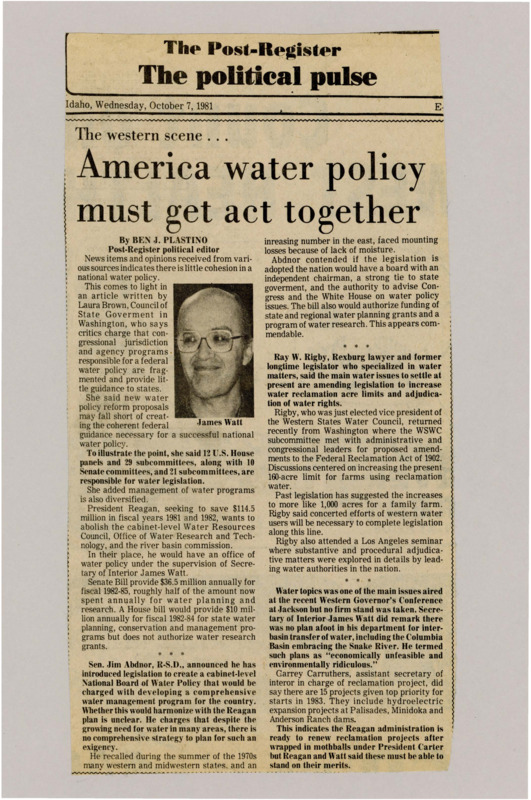 The Post-Register
The political pulse
Idaho, Wednesday, October 7, 1981
E-
The western scene . . .
America water policy
must get act together
By BEN J. PLASTINO
Post-Register political editor
News items and opinions received from vari-
ous sources indicates there is little cohesion in a
national water policy.
This comes to light in
an article written by
Laura Brown, Council of
State Goverment in
Washington, who says
critics charge that con-
gressional jurisdiction
and agency programs
responsible for a federal
water policy are frag-
mented and provide lit-
tle guidance to states.
She said new water
policy reform proposals
may fall short of creat-
ing the coherent federal
guidance necessary for a successful national
water policy.
James Watt
To illustrate the point, she said 12 U.S. House
panels and 29 subcommittees, along with 10
Senate committees, and 21 subcommittees, are
responsible for water legislation.
She added management of water programs
is also diversified.
President Reagan, seeking to save $114.5
million in fiscal years 1981 and 1982, wants to
abolish the cabinet-level Water Resources
Council, Office of Water Research and Tech-
nology, and the river basin commission.
In their place, he would have an office of
water policy under the supervision of Secre-
tary of Interior James Watt.
Senate Bill provide $36.5 million annually for
fiscal 1982-85, roughly half of the amount now
spent annually for water planning and
research. A House bill would provide $10 mil-
lion annually for fiscal 1982-84 for state water
planning, conservation and management pro-
grams but does not authorize water research
grants.
* * *
Sen. Jim Abdnor, R-S.D., announced he has
introduced legislation to create a cabinet-level
National Board of Water Policy that would be
charged with developing a comprehensive
water management program for the country.
Whether this would harmonize with the Reagan
plan is unclear. He charges that despite the
growing need for water in many areas, there is
no comprehensive strategy to plan for such an
exigency.
He recalled during the summer of the 1970s
many western and midwestern states, and an
inreasing number in the east, faced mounting
losses because of lack of moisture.
Abdnor contended if the legislation is
adopted the nation would have a board with an
independent chairman, a strong tie to state
goverment, and the authority to advise Con-
gress and the White House on water policy
issues. The bill also would authorize funding of
state and regional water planning grants and a
program of water research. This appears com-
mendable.
* * *
Ray W. Rigby, Rexburg lawyer and former
longtime legislator who specialized in water
matters, said the main water issues to settle at
present are amending legislation to increase
water reclamation acre limits and adjudica-
tion of water rights.
Rigby, who was just elected vice president of
the Western States Water Council, returned
recently from Washington where the WSWC
subcommittee met with administrative and
congressional leaders for proposed amend-
ments to the Federal Reclamation Act of 1902.
Discussions centered on increasing the present
160-acre limit for farms using reclamation
water.
Past legislation has suggested the increases
to more like 1,000 acres for a family farm.
Rigby said concerted efforts of western water
users will be necessary to complete legislation
along this line.
Rigby also attended a Los Angeles seminar
where substantive and procedural adjudica-
tive matters were explored in details by lead-
ing water authorities in the nation.
* * *
Water topics was one of the main issues aired
at the recent Western Governor's Conference
at Jackson but no firm stand was taken. Secre-
tary of Interior James Watt did remark there
was no plan afoot in his department for inter-
basin transfer of water, including the Columbia
Basin embracing the Snake River. He termed
such plans as "economically unfeasible and
environmentally ridiculous."
Garrey Carruthers, assistant secretary of
interor in charge of reclamation project, did
say there are 15 projects given top priority for
starts in 1983. They include hydroelectric
expansion projects at Palisades, Minidoka and
Anderson Ranch dams.
This indicates the Reagan administration is
ready to renew reclamation projects after
wrapped in mothballs under President Carter
but Reagan and Watt said these must be able to
stand on their merits.